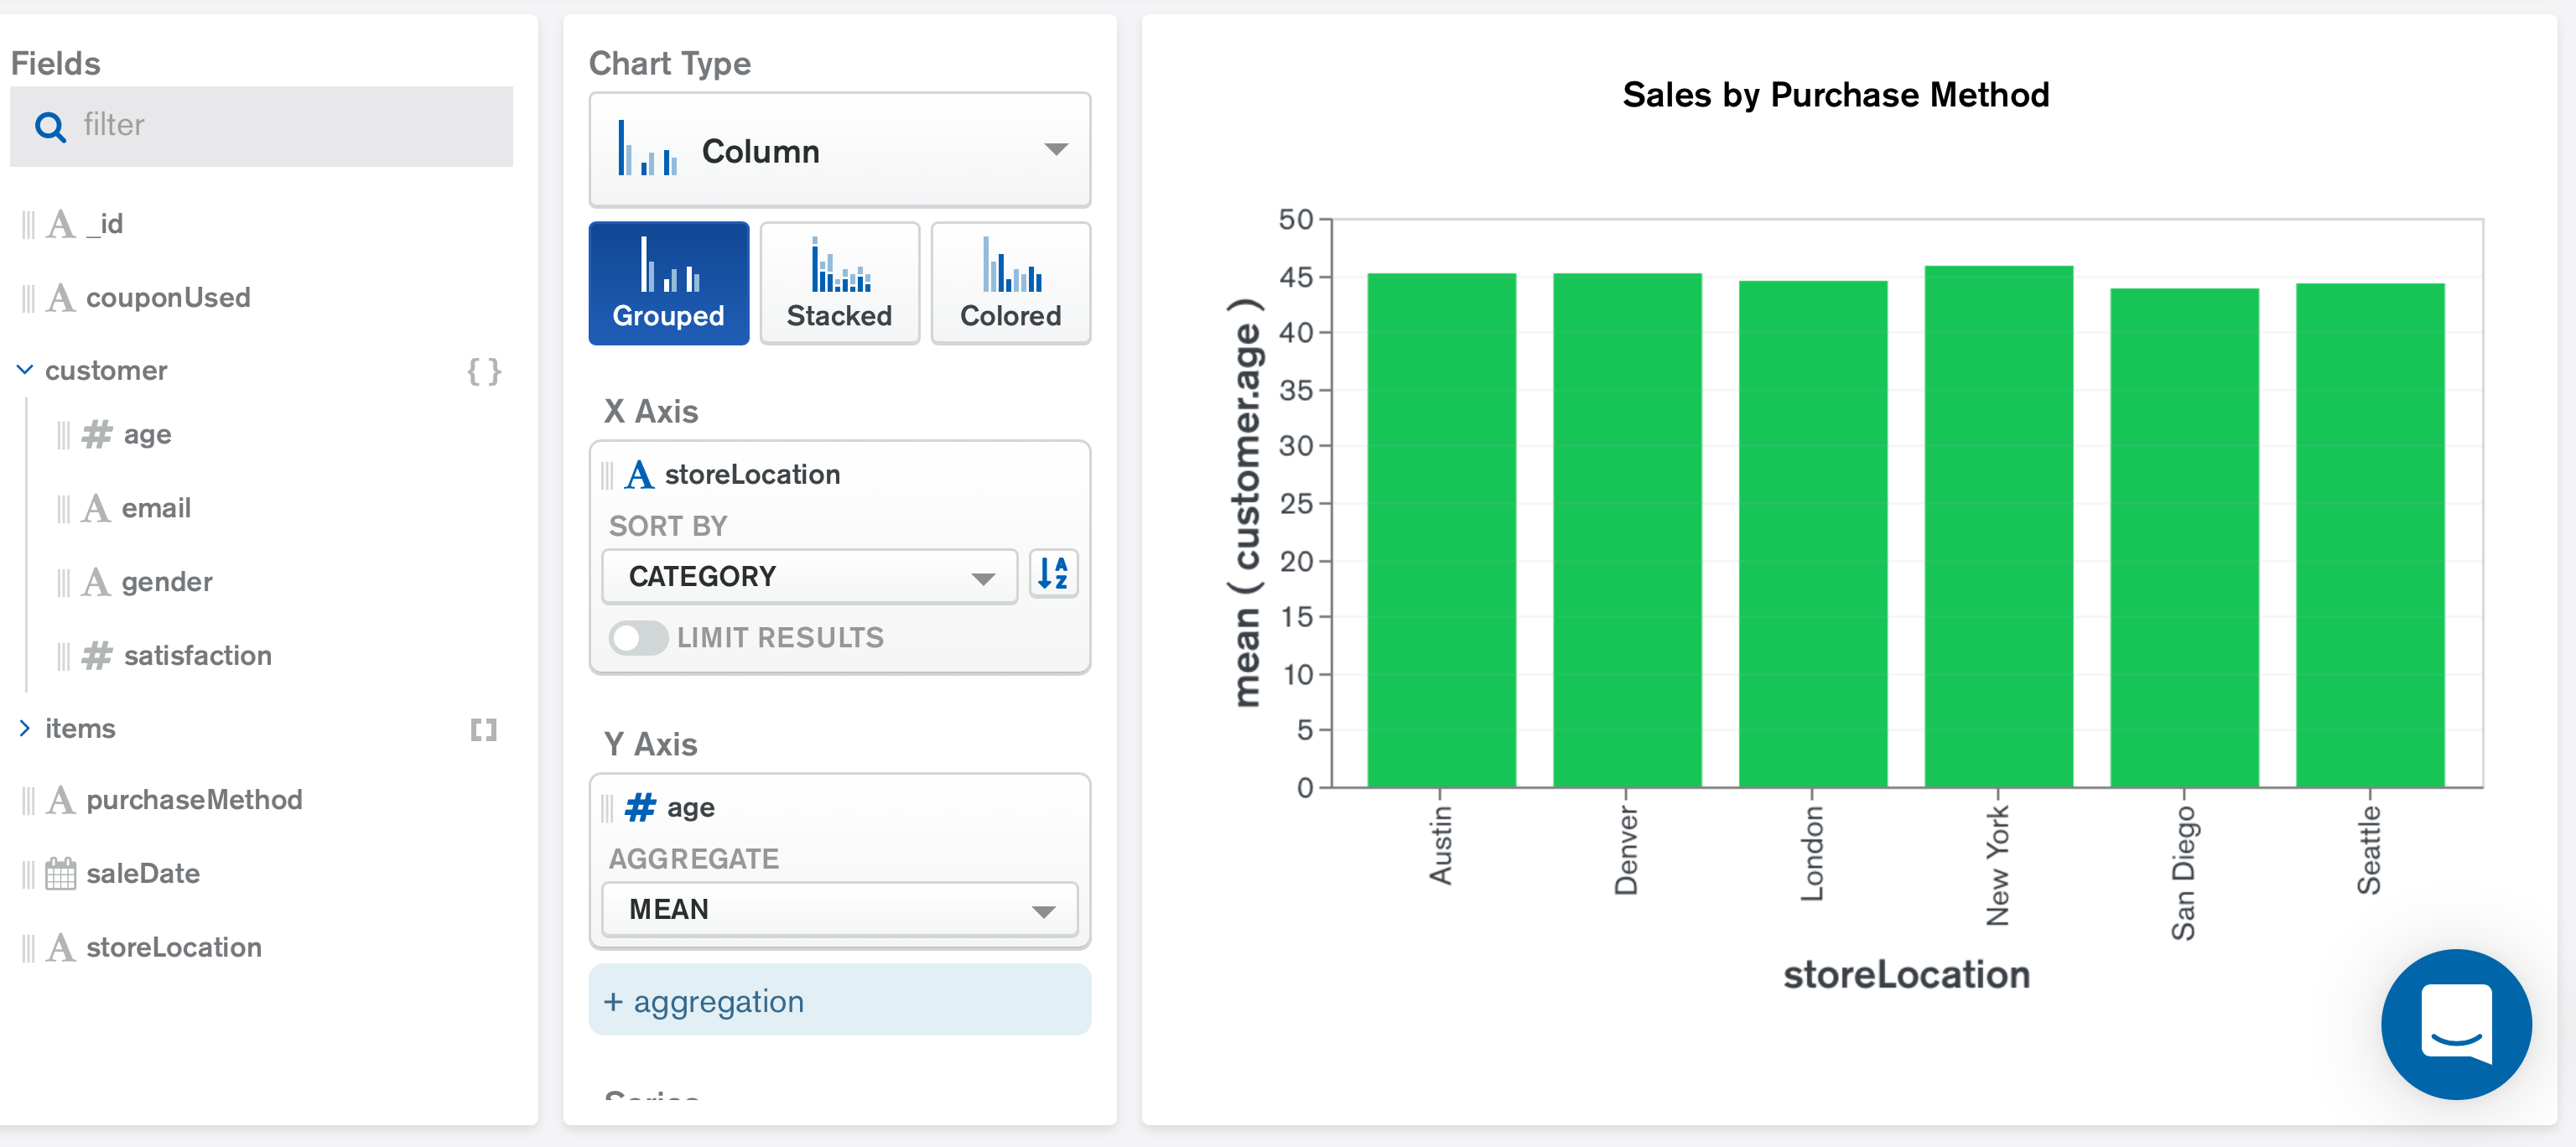 Fields
filter
A _id
A couponUsed
customer { }
# age
A email
A gender
# satisfaction
items [ ]
A purchaseMethod
saleDate
A storeLocation
Chart Type
Column
Grouped Stacked Colored
X Axis
A storeLocation
SORT BY
CATEGORY
A
Z
LIMIT RESULTS
Y Axis
# age
AGGREGATE
MEAN
+ aggregation
Series
Sales by Purchase Method
mean ( customer.age )
50
45
40
35
30
25
20
15
10
5
0
Austin
Denver
London
New York
San Diego
Seattle
storeLocation